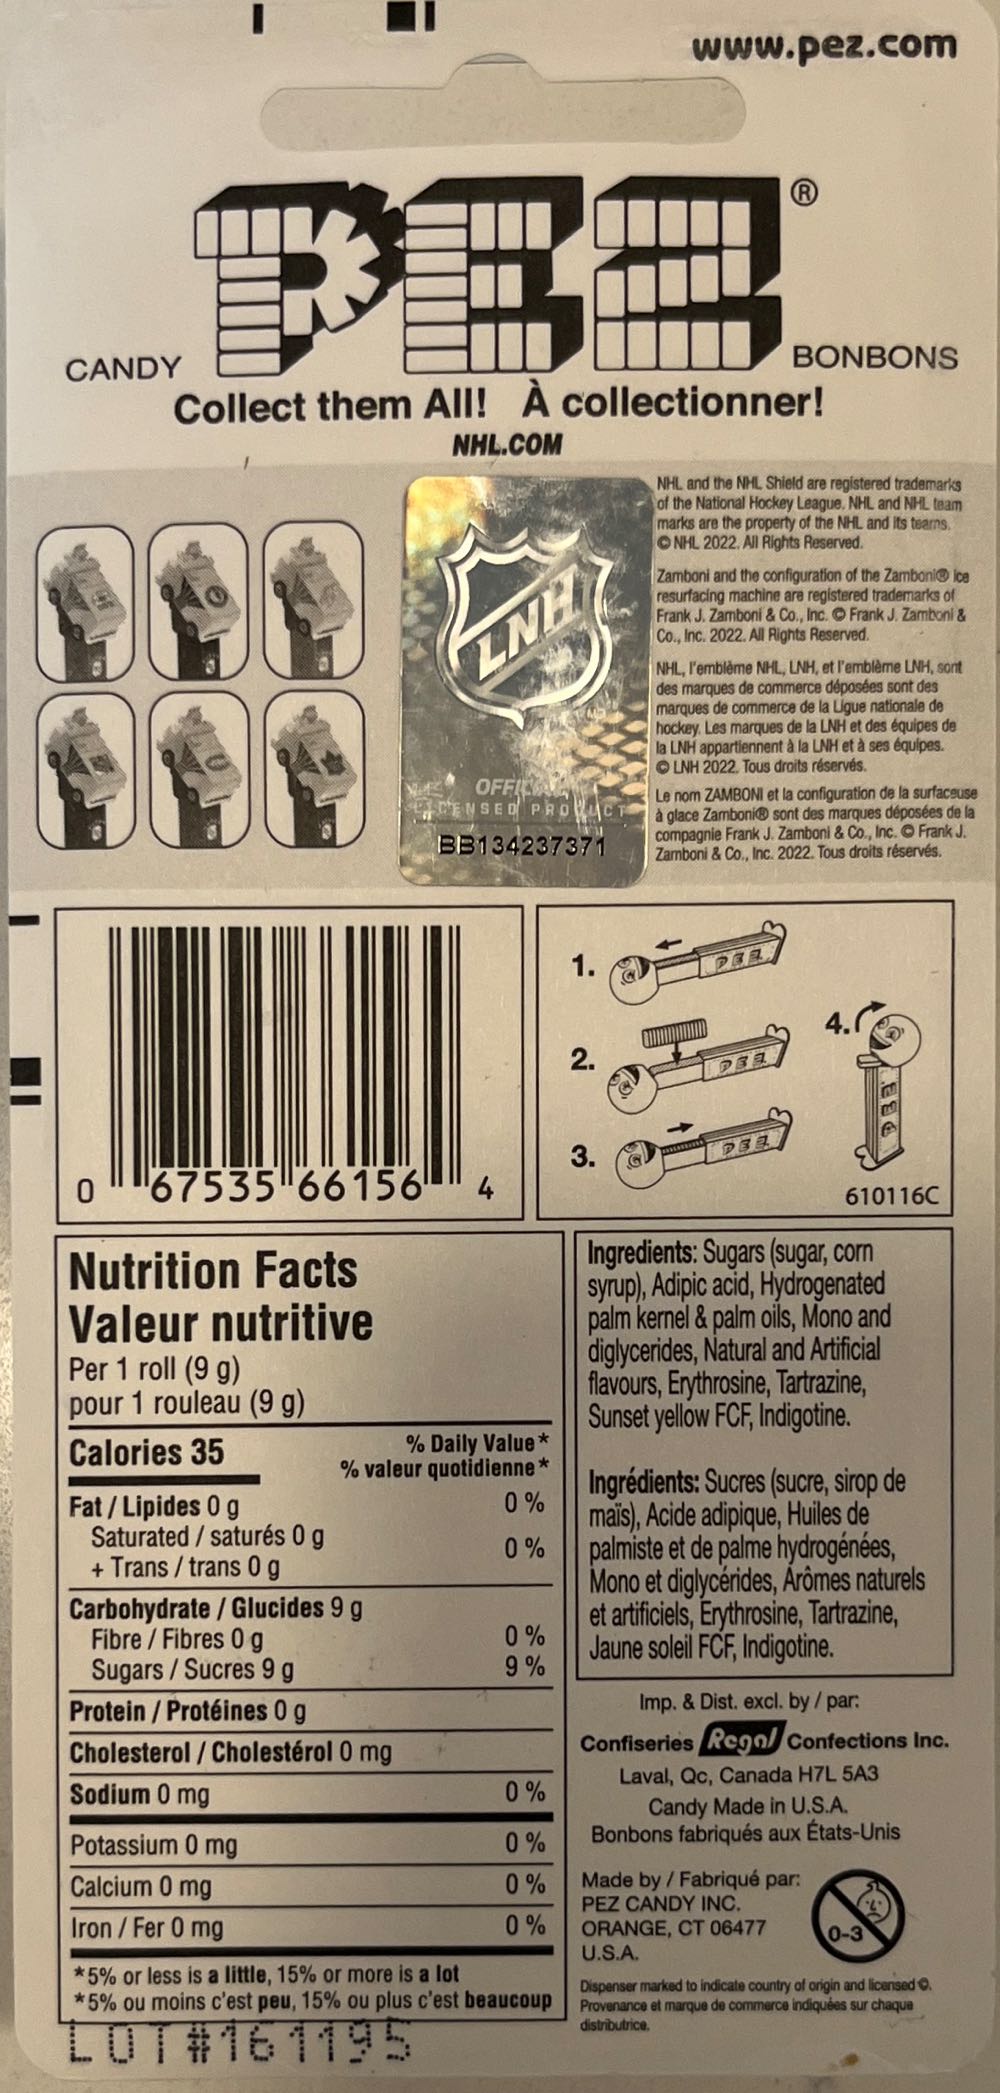 www.pez.com
PEZ®
CANDY
BONBONS
Collect them All! À collectionner!
NHL.COM
NHL and the NHL Shield are registered trademarks
of the National Hockey League. NHL and NHL team
marks are the property of the NHL and its teams.
© NHL 2022. All Rights Reserved.
Zamboni and the configuration of the Zamboni® ice
resurfacing machine are registered trademarks of
Frank J. Zamboni & Co., Inc. © Frank J. Zamboni &
Co., Inc. 2022. All Rights Reserved.
NHL, l'emblème NHL, LNH, et l'emblème LNH, sont
des marques de commerce déposées sont des
marques de commerce de la Ligue nationale de
hockey. Les marques de la LNH et des équipes de
la LNH appartiennent à la LNH et à ses équipes.
© LNH 2022. Tous droits réservés.
Le nom ZAMBONI et la configuration de la surfaceuse
à glace Zamboni® sont des marques déposées de la
compagnie Frank J. Zamboni & Co., Inc. © Frank J.
Zamboni & Co., Inc. 2022. Tous droits réservés.
LNH
LICENSED PRODUCT
BB134237371
0 67535 66156 4
1. PEZ
2. PEZ
3. PEZ
4. PEZ
610116C
Nutrition Facts
Valeur nutritive
Per 1 roll (9 g)
pour 1 rouleau (9 g)
Calories 35
% Daily Value*
% valeur quotidienne*
Fat / Lipides 0 g 0 %
Saturated / saturés 0 g
+ Trans / trans 0 g 0 %
Carbohydrate / Glucides 9 g
Fibre / Fibres 0 g 0 %
Sugars / Sucres 9 g 9 %
Protein / Protéines 0 g
Cholesterol / Cholestérol 0 mg
Sodium 0 mg 0 %
Potassium 0 mg 0 %
Calcium 0 mg 0 %
Iron / Fer 0 mg 0 %
*5% or less is a little, 15% or more is a lot
*5% ou moins c'est peu, 15% ou plus c'est beaucoup
LOT#161195
Ingredients: Sugars (sugar, corn
syrup), Adipic acid, Hydrogenated
palm kernel & palm oils, Mono and
diglycerides, Natural and Artificial
flavours, Erythrosine, Tartrazine,
Sunset yellow FCF, Indigotine.
Ingrédients: Sucres (sucre, sirop de
maïs), Acide adipique, Huiles de
palmiste et de palme hydrogénées,
Mono et diglycérides, Arômes naturels
et artificiels, Erythrosine, Tartrazine,
Jaune soleil FCF, Indigotine.
Imp. & Dist. excl. by / par:
Confiseries Regal Confections Inc.
Laval, Qc, Canada H7L 5A3
Candy Made in U.S.A.
Bonbons fabriqués aux États-Unis
Made by / Fabriqué par:
PEZ CANDY INC.
ORANGE, CT 06477
U.S.A.
0-3
Dispenser marked to indicate country of origin and licensed ©.
Provenance et marque de commerce indiquées sur chaque
distributrice.